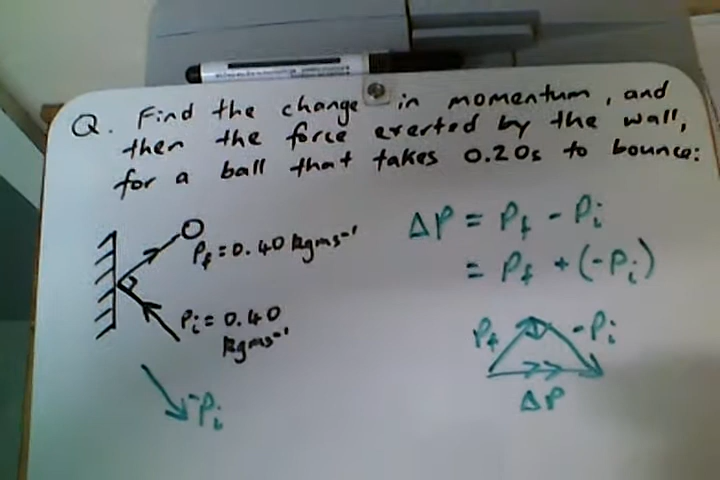 Q. Find the change in momentum, and
then the force exerted by the wall,
for a ball that takes 0.20s to bounce:
Pf = 0.40 kgms⁻¹
Pi = 0.40
kgms⁻¹
-Pi
ΔP = Pf - Pi
= Pf + (-Pi)
Pf
-Pi
ΔP